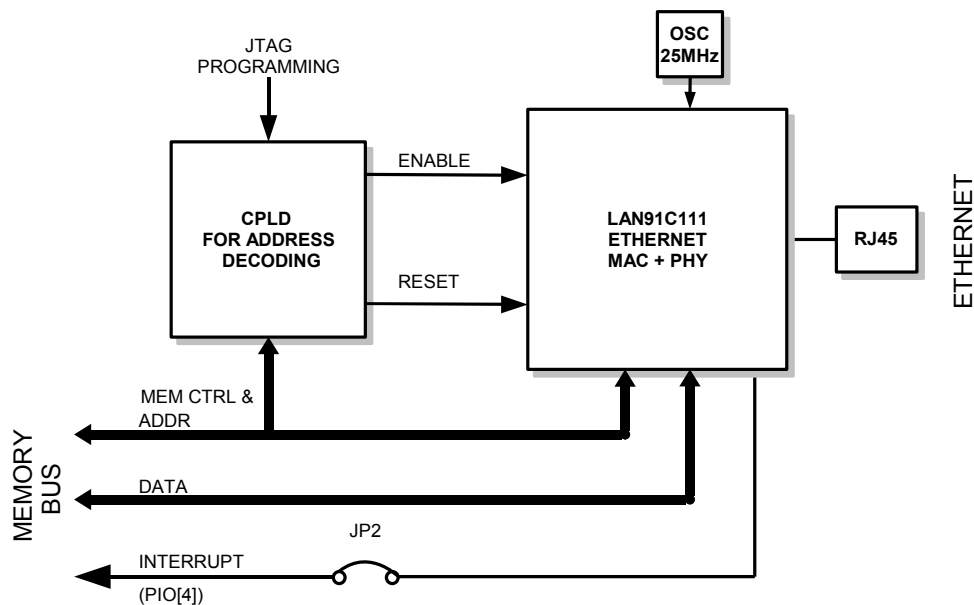 OSC
25MHz
JTAG
PROGRAMMING
ENABLE
CPLD
FOR ADDRESS
DECODING
LAN91C111
ETHERNET
MAC + PHY
RJ45
ETHERNET
RESET
MEM CTRL &
ADDR
MEMORY
BUS
DATA
JP2
INTERRUPT
(PIO[4])